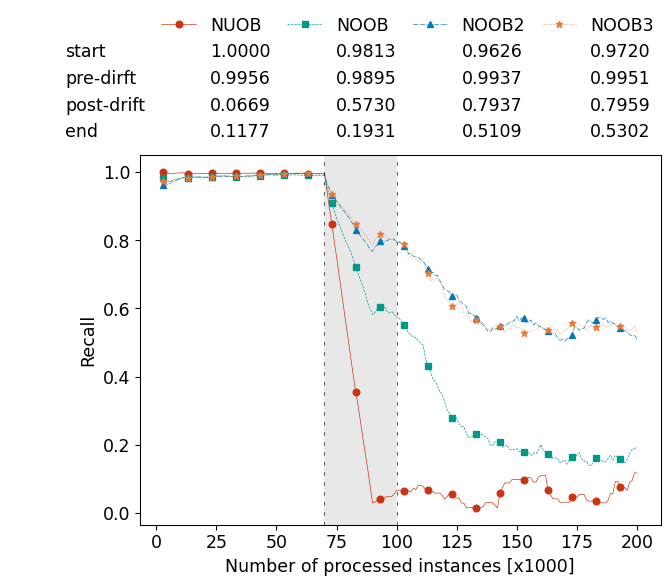 NUOB NOOB NOOB2 NOOB3
start 1.0000 0.9813 0.9626 0.9720
pre-dirft 0.9956 0.9895 0.9937 0.9951
post-drift 0.0669 0.5730 0.7937 0.7959
end 0.1177 0.1931 0.5109 0.5302
1.0
0.8
0.6
0.4
0.2
0.0
Recall
0 25 50 75 100 125 150 175 200
Number of processed instances [x1000]